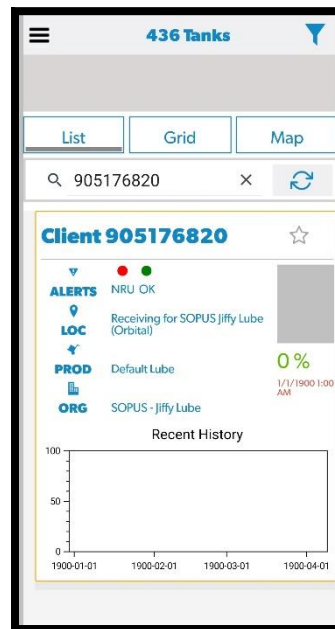 436 Tanks
List Grid Map
905176820 ×
Client 905176820
ALERTS NRU OK
LOC Receiving for SOPUS Jiffy Lube
(Orbital)
PROD Default Lube
ORG SOPUS - Jiffy Lube
0 %
1/1/1900 1:00
AM
Recent History
100
50
0
1900-01-01 1900-02-01 1900-03-01 1900-04-01